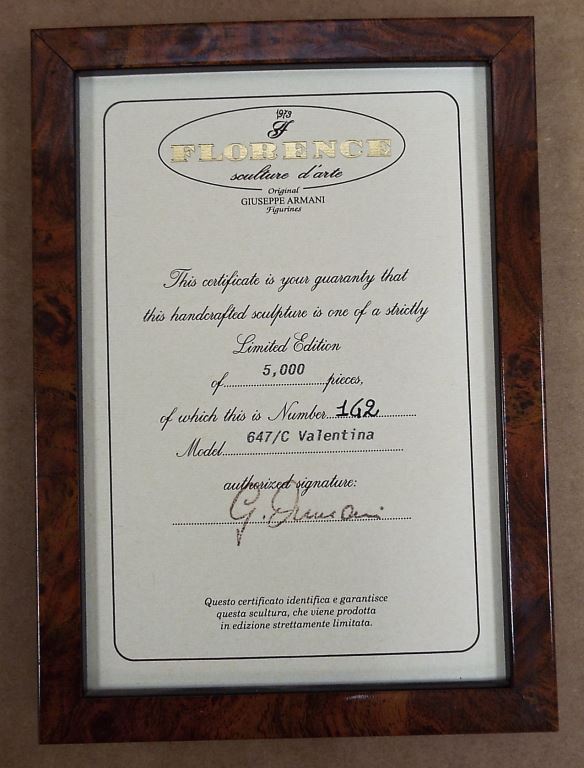 1973
FLORENCE
sculture d'arte
Original
GIUSEPPE ARMANI
Figurines
This certificate is your guaranty that
this handcrafted sculpture is one of a strictly
Limited Edition
of 5,000 pieces,
of which this is Number 142
Model 647/C Valentina
authorized signature:
G. Armani
Questo certificato identifica e garantisce
questa scultura, che viene prodotta
in edizione strettamente limitata.